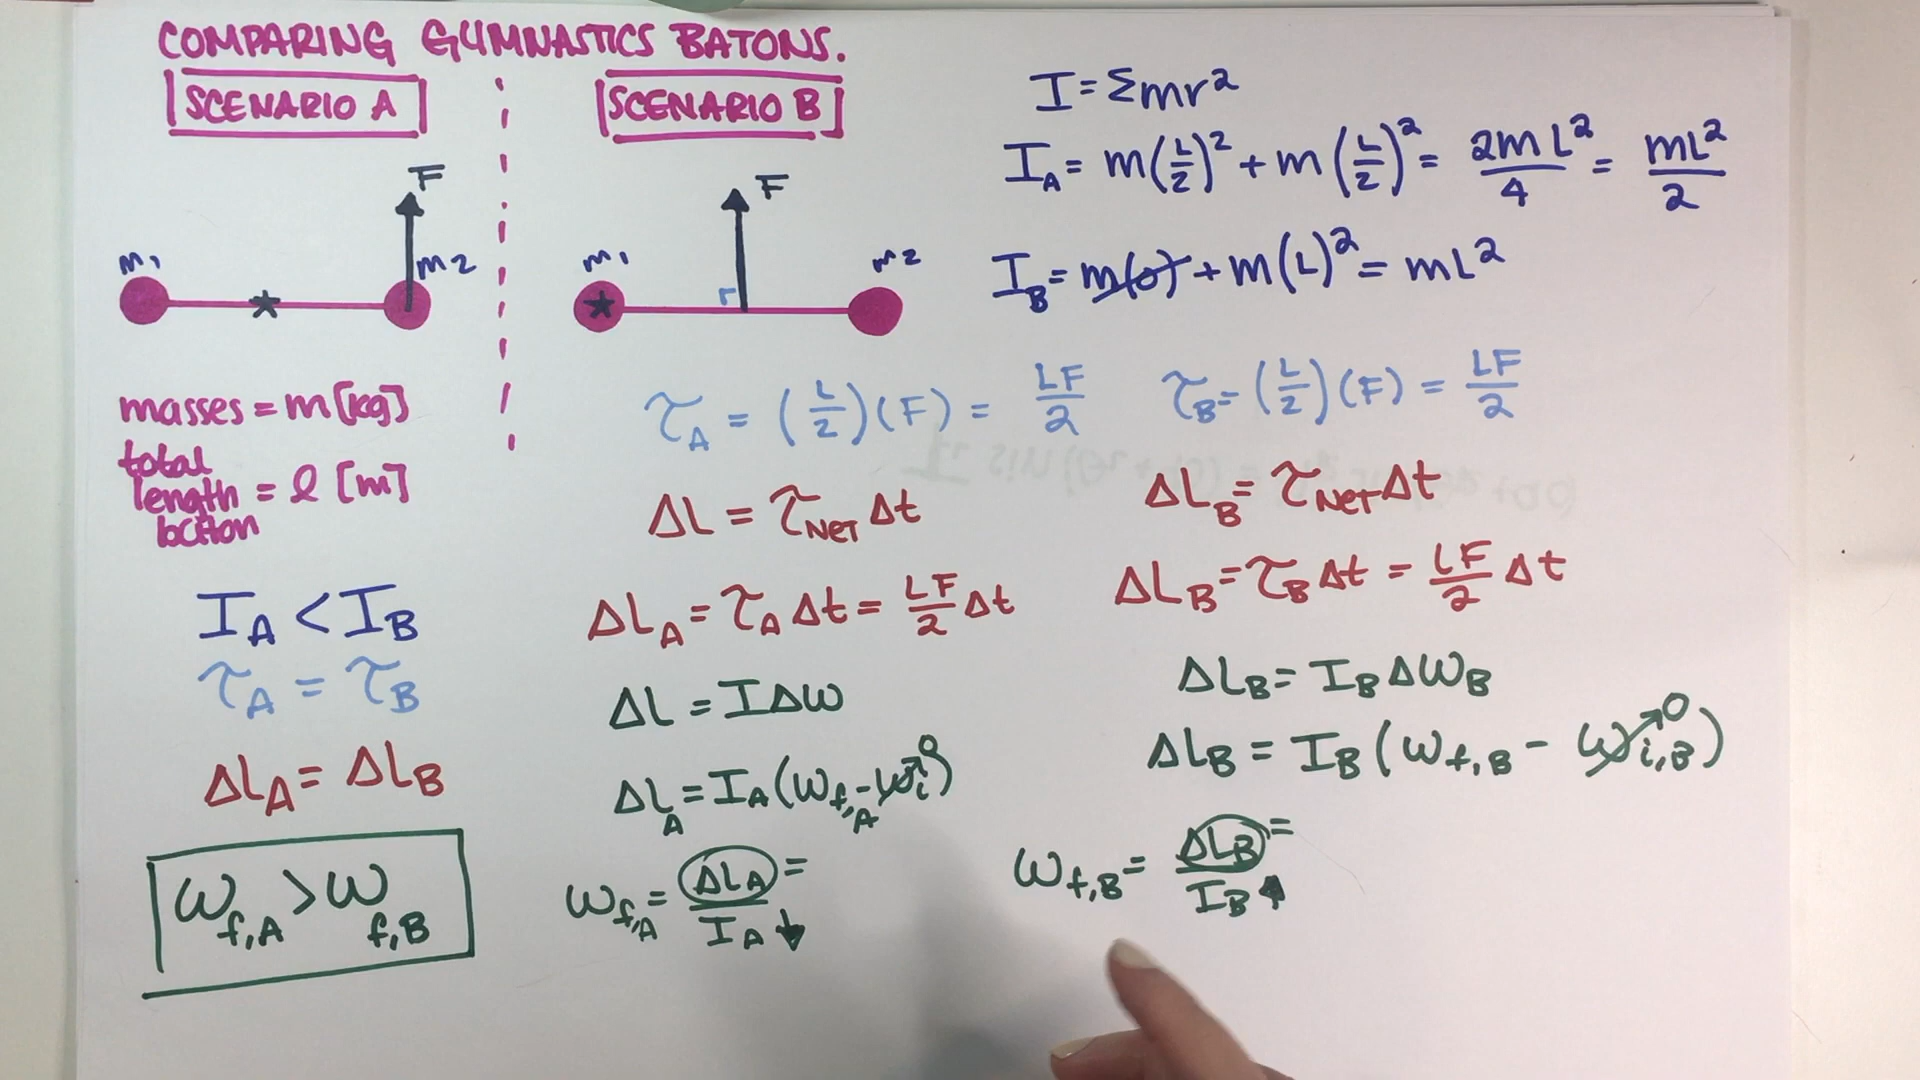 COMPARING GYMNASTICS BATONS.
SCENARIO A
SCENARIO B
F
m1
m2
F
m1
m2
r
masses = m [kg]
total
length = l [m]
baton
I = Σmr²
I_A = m(L/2)² + m(L/2)² = 2mL²/4 = mL²/2
I_B = m(0) + m(L)² = mL²
τ_A = (L/2)(F) = LF/2
τ_B = (L/2)(F) = LF/2
ΔL = τ_NET Δt
ΔL_A = τ_A Δt = LF/2 Δt
ΔL = IΔω
ΔL_A = I_A(ω_f,A - ω_i) 0
ω_f,A = ΔL_A = / I_A ↓
ΔL_B = τ_NET Δt
ΔL_B = τ_B Δt = LF/2 Δt
ΔL_B = I_B Δω_B
ΔL_B = I_B(ω_f,B - ω_i,B) 0
ω_f,B = ΔL_B = / I_B ↑
I_A < I_B
τ_A = τ_B
ΔL_A = ΔL_B
ω_f,A > ω_f,B